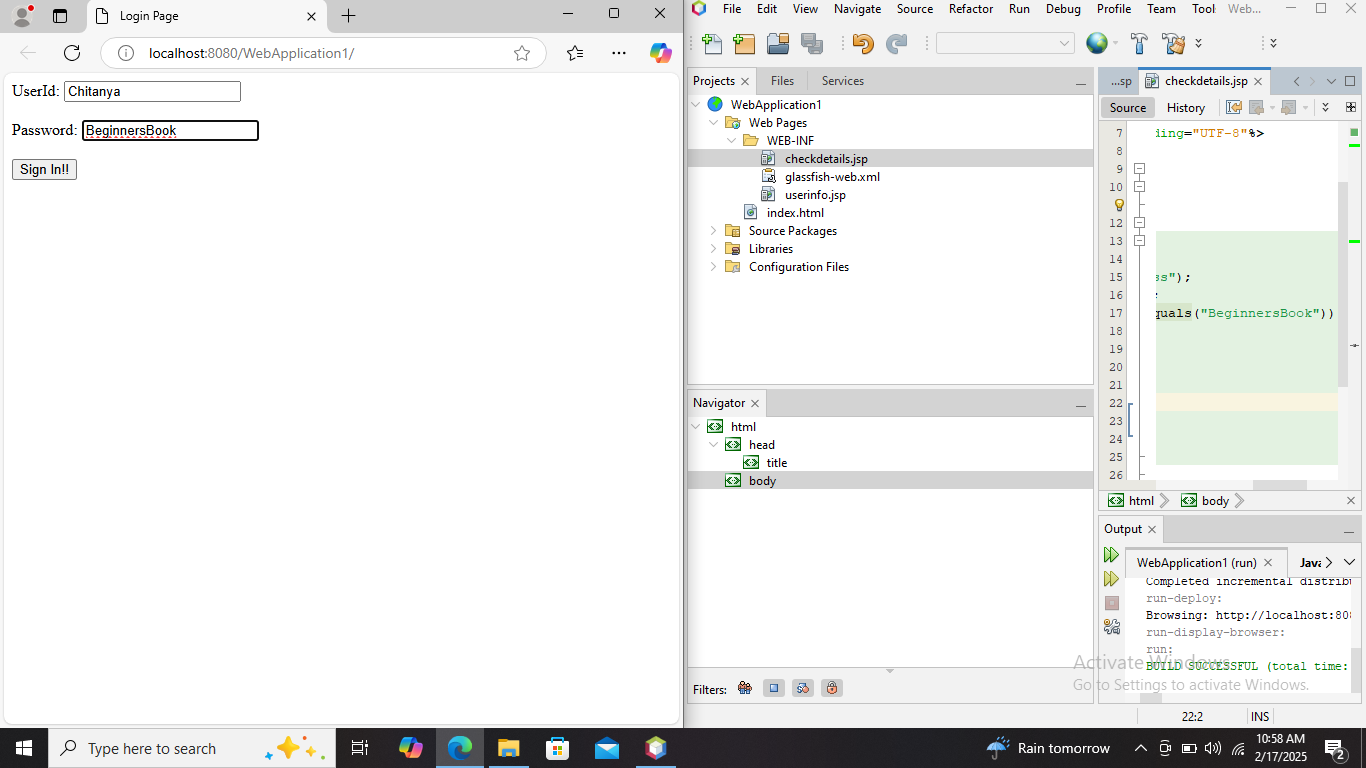 Login Page
localhost:8080/WebApplication1/
UserId: Chitanya
Password: BeginnersBook
Sign In!!
File Edit View Navigate Source Refactor Run Debug Profile Team Tool Web...
Projects Files Services
WebApplication1
Web Pages
WEB-INF
checkdetails.jsp
glassfish-web.xml
userinfo.jsp
index.html
Source Packages
Libraries
Configuration Files
Navigator
html
head
title
body
Filters:
...sp checkdetails.jsp
Source History
7 ding="UTF-8"%>
8
9
10
12
13
14
15 ss");
16 ;
17 quals("BeginnersBook"))
18
19
20
21
22
23
24
25
26
html body
Output
WebApplication1 (run) Java
Completed incremental distrib
run-deploy:
Browsing: http://localhost:808
run-display-browser:
run:
BUILD SUCCESSFUL (total time:
Activate Windows
Go to Settings to activate Windows.
22:2 INS
Type here to search
Rain tomorrow
10:58 AM
2/17/2025
2